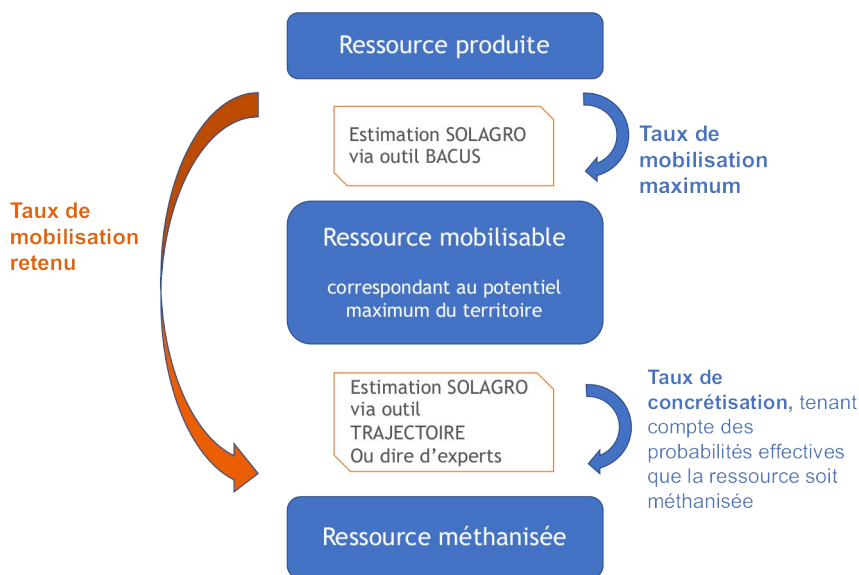 Ressource produite
Estimation SOLAGRO
via outil BACUS
Taux de
mobilisation
maximum
Taux de
mobilisation
retenu
Ressource mobilisable
correspondant au potentiel
maximum du territoire
Estimation SOLAGRO
via outil
TRAJECTOIRE
Ou dire d’experts
Taux de
concrétisation, tenant
compte des
probabilités effectives
que la ressource soit
méthanisée
Ressource méthanisée